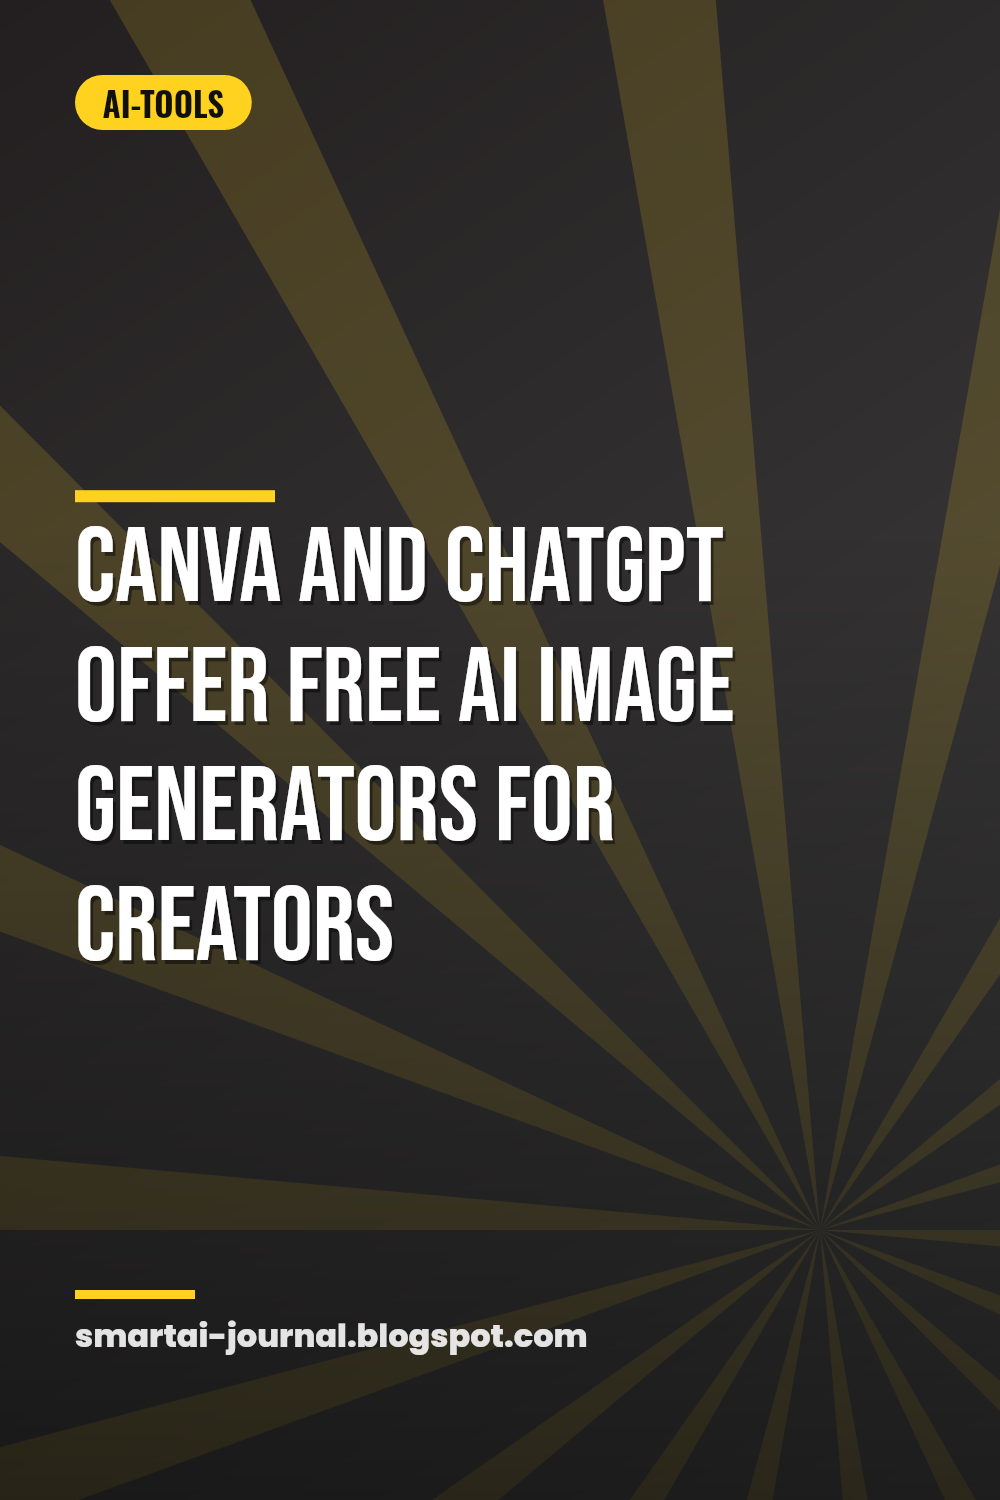 AI-TOOLS
CANVA AND CHATGPT
OFFER FREE AI IMAGE
GENERATORS FOR
CREATORS
smartai-journal.blogspot.com